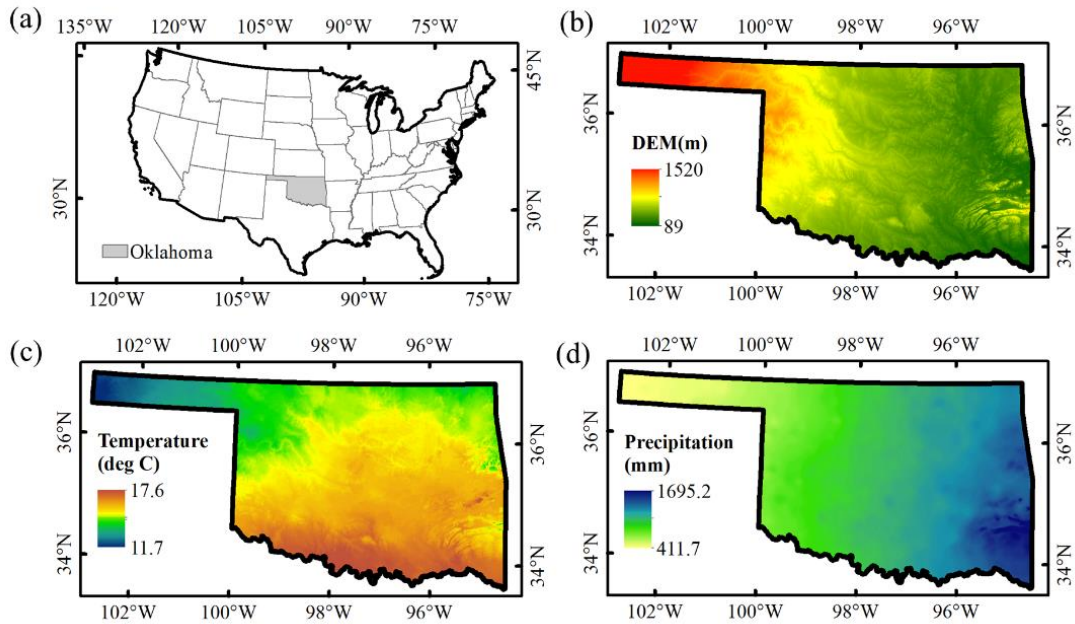 (a)
135°W 120°W 105°W 90°W 75°W
45°N
30°N
30°N
Oklahoma
120°W 105°W 90°W 75°W
(b)
102°W 100°W 98°W 96°W
36°N
36°N
DEM(m)
1520
89
34°N
34°N
102°W 100°W 98°W 96°W
(c)
102°W 100°W 98°W 96°W
36°N
36°N
Temperature
(deg C)
17.6
11.7
34°N
34°N
102°W 100°W 98°W 96°W
(d)
102°W 100°W 98°W 96°W
36°N
36°N
Precipitation
(mm)
1695.2
411.7
34°N
34°N
102°W 100°W 98°W 96°W